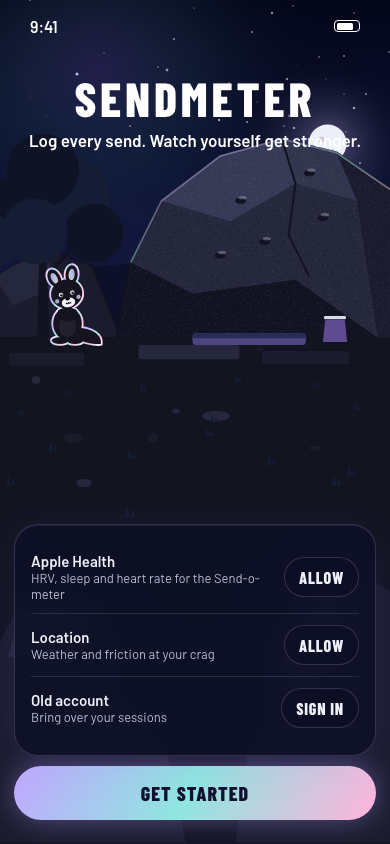 9:41
SENDMETER
Log every send. Watch yourself get stronger.
Apple Health
HRV, sleep and heart rate for the Send-o-
meter
ALLOW
Location
Weather and friction at your crag
ALLOW
Old account
Bring over your sessions
SIGN IN
GET STARTED